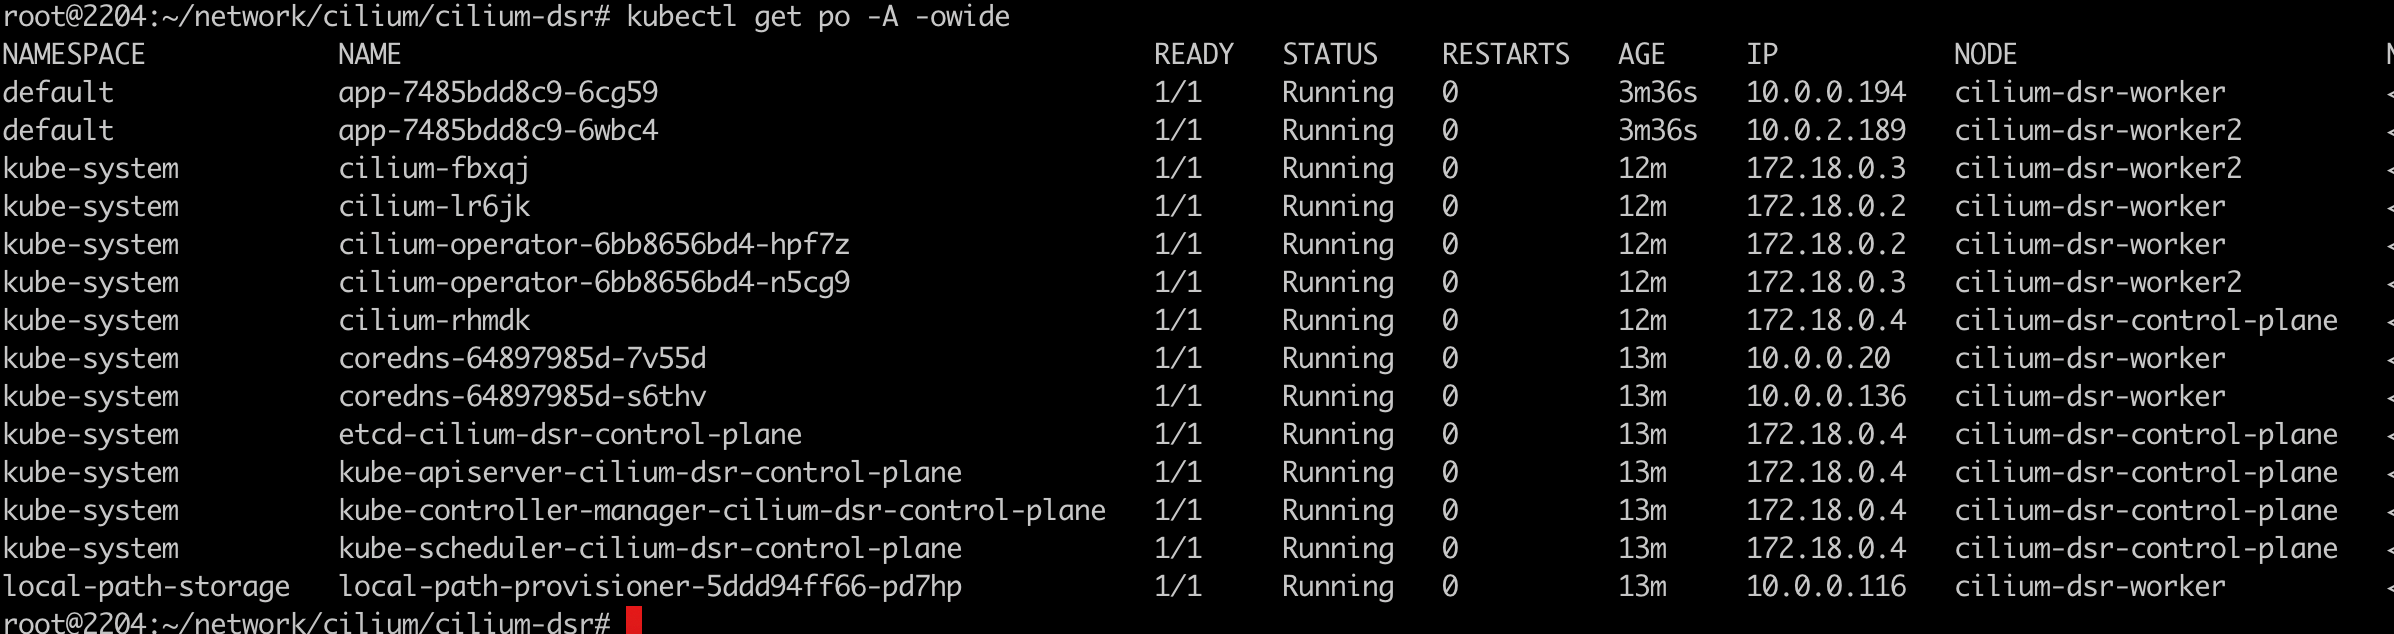 root@2204:~/network/cilium/cilium-dsr# kubectl get po -A -owide
NAMESPACE            NAME                                               READY   STATUS    RESTARTS   AGE     IP           NODE
default              app-7485bdd8c9-6cg59                               1/1     Running   0          3m36s   10.0.0.194   cilium-dsr-worker
default              app-7485bdd8c9-6wbc4                               1/1     Running   0          3m36s   10.0.2.189   cilium-dsr-worker2
kube-system          cilium-fbxqj                                       1/1     Running   0          12m     172.18.0.3   cilium-dsr-worker2
kube-system          cilium-lr6jk                                       1/1     Running   0          12m     172.18.0.2   cilium-dsr-worker
kube-system          cilium-operator-6bb8656bd4-hpf7z                   1/1     Running   0          12m     172.18.0.2   cilium-dsr-worker
kube-system          cilium-operator-6bb8656bd4-n5cg9                   1/1     Running   0          12m     172.18.0.3   cilium-dsr-worker2
kube-system          cilium-rhmdk                                       1/1     Running   0          12m     172.18.0.4   cilium-dsr-control-plane
kube-system          coredns-64897985d-7v55d                            1/1     Running   0          13m     10.0.0.20    cilium-dsr-worker
kube-system          coredns-64897985d-s6thv                            1/1     Running   0          13m     10.0.0.136   cilium-dsr-worker
kube-system          etcd-cilium-dsr-control-plane                      1/1     Running   0          13m     172.18.0.4   cilium-dsr-control-plane
kube-system          kube-apiserver-cilium-dsr-control-plane            1/1     Running   0          13m     172.18.0.4   cilium-dsr-control-plane
kube-system          kube-controller-manager-cilium-dsr-control-plane   1/1     Running   0          13m     172.18.0.4   cilium-dsr-control-plane
kube-system          kube-scheduler-cilium-dsr-control-plane            1/1     Running   0          13m     172.18.0.4   cilium-dsr-control-plane
local-path-storage   local-path-provisioner-5ddd94ff66-pd7hp            1/1     Running   0          13m     10.0.0.116   cilium-dsr-worker
root@2204:~/network/cilium/cilium-dsr#